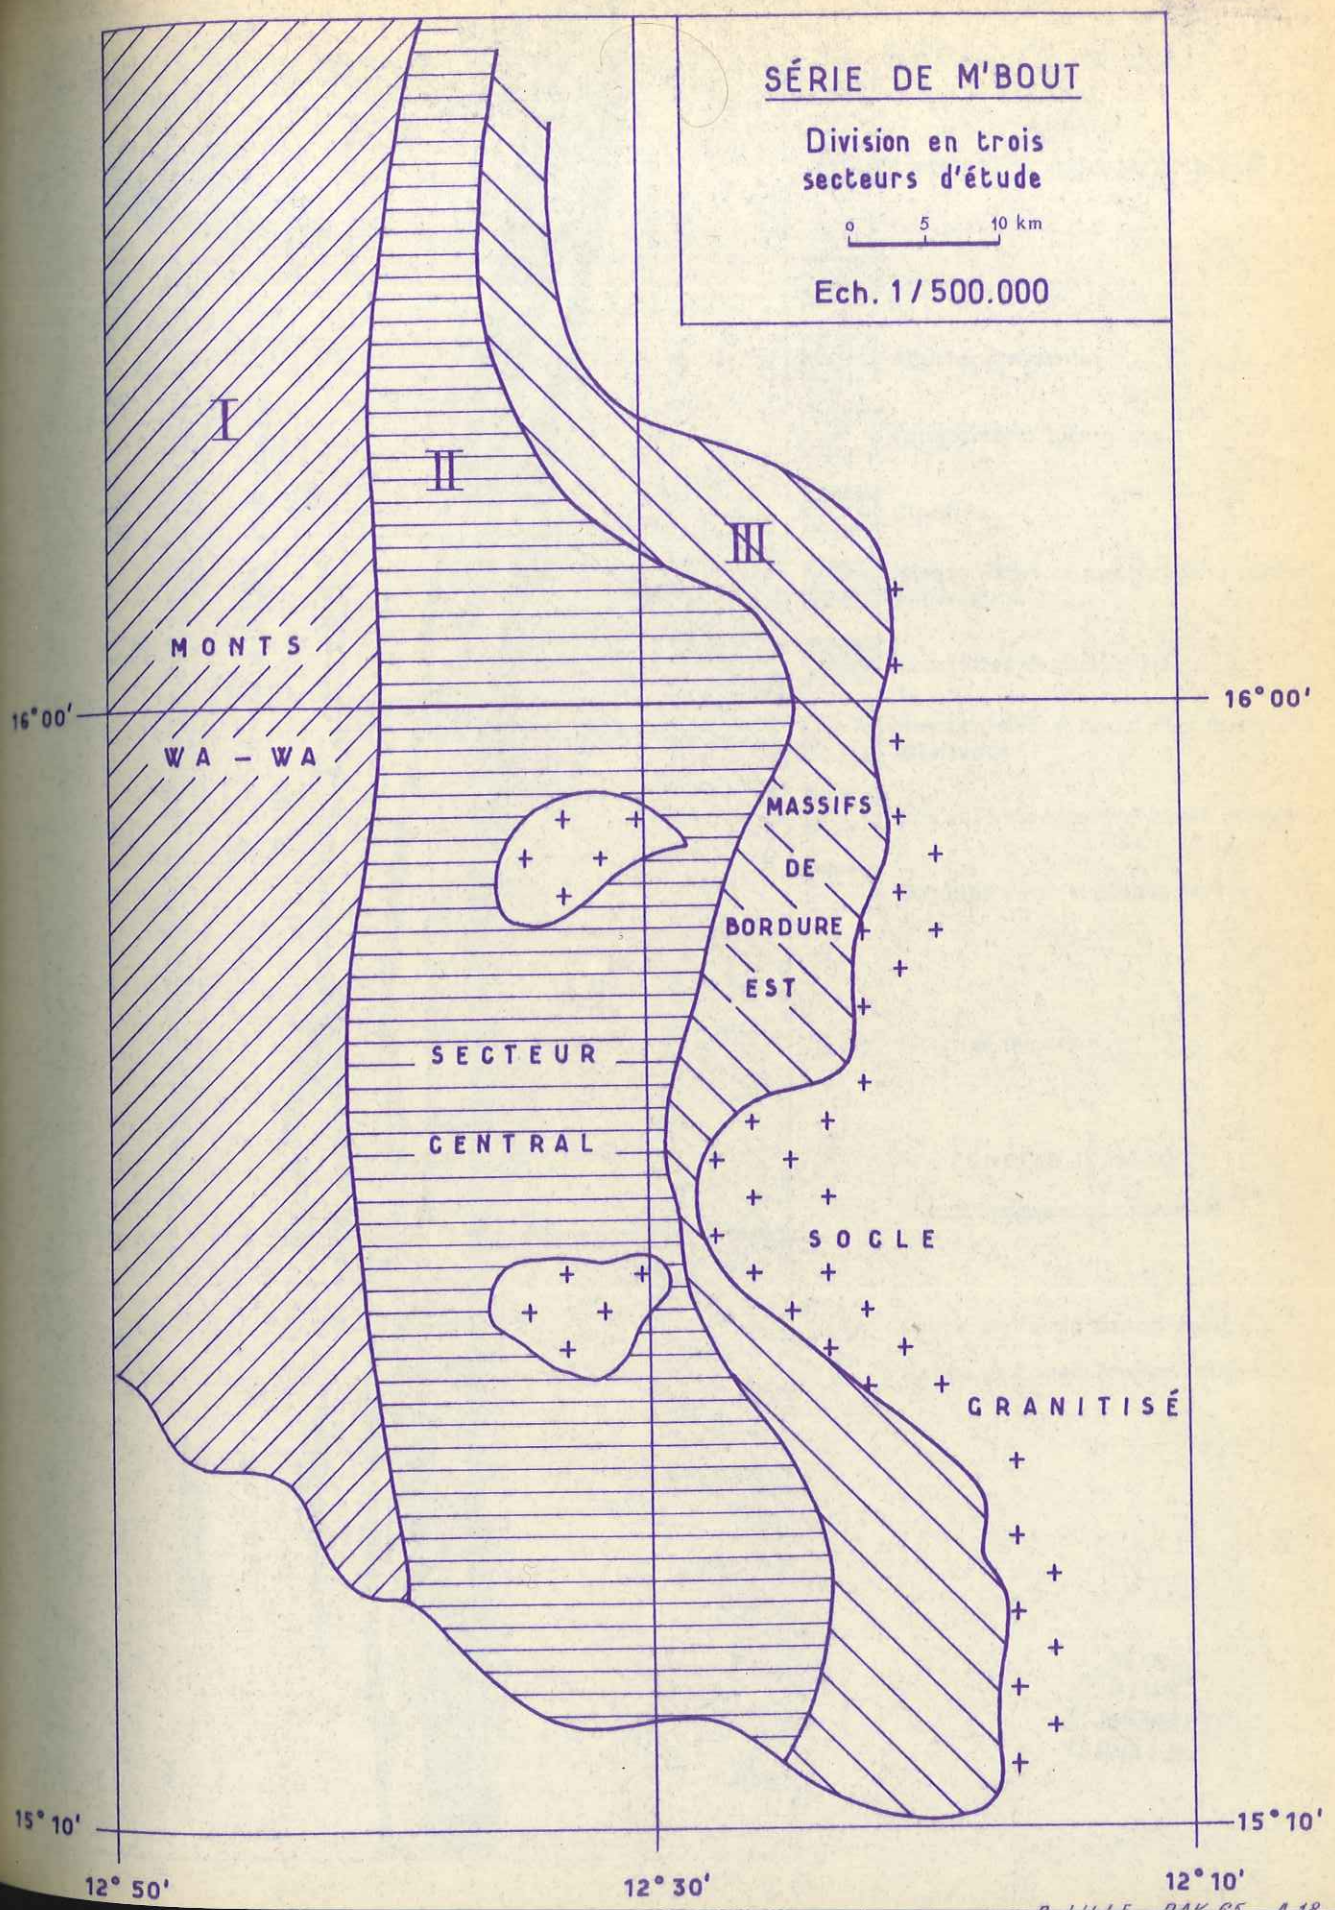 SÉRIE DE M'BOUT
Division en trois
secteurs d'étude
0 5 10 km
Ech. 1/500.000
I
II
III
MONTS
16°00' 16°00'
WA - WA
MASSIFS
DE
BORDURE
EST
SECTEUR
CENTRAL
SOCLE
GRANITISÉ
15°10' 15°10'
12°50' 12°30' 12°10'